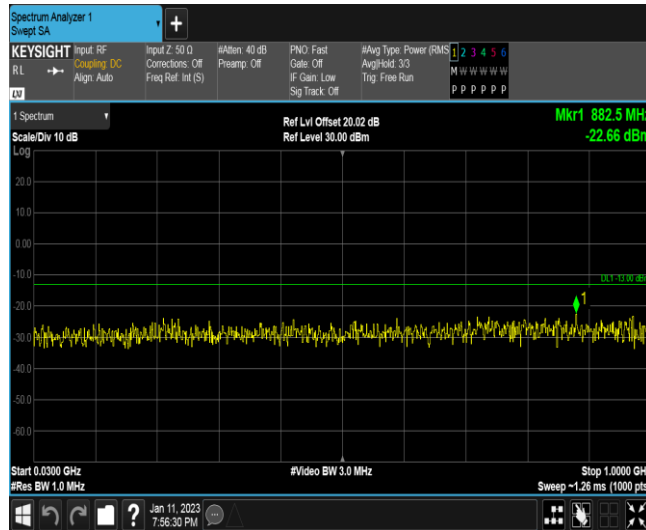 Spectrum Analyzer 1
Swept SA
+
KEYSIGHT Input: RF Input Z: 50 Ω #Atten: 40 dB PNO: Fast #Avg Type: Power (RMS 1 2 3 4 5 6
RL Coupling: DC Corrections: Off Preamp: Off Gate: Off Avg|Hold: 3/3 M W W W W W
Align: Auto Freq Ref: Int (S) IF Gain: Low Trig: Free Run
Sig Track: Off P P P P P P
LXI
1 Spectrum Ref Lvl Offset 20.02 dB Mkr1 882.5 MHz
Scale/Div 10 dB Ref Level 30.00 dBm -22.66 dBm
Log
20.0
10.0
0.00
-10.0
DL1 -13.00 dBm
1
-20.0
-30.0
-40.0
-50.0
-60.0
Start 0.0300 GHz #Video BW 3.0 MHz Stop 1.0000 GH
#Res BW 1.0 MHz Sweep ~1.26 ms (1000 pts
? Jan 11, 2023
7:56:30 PM